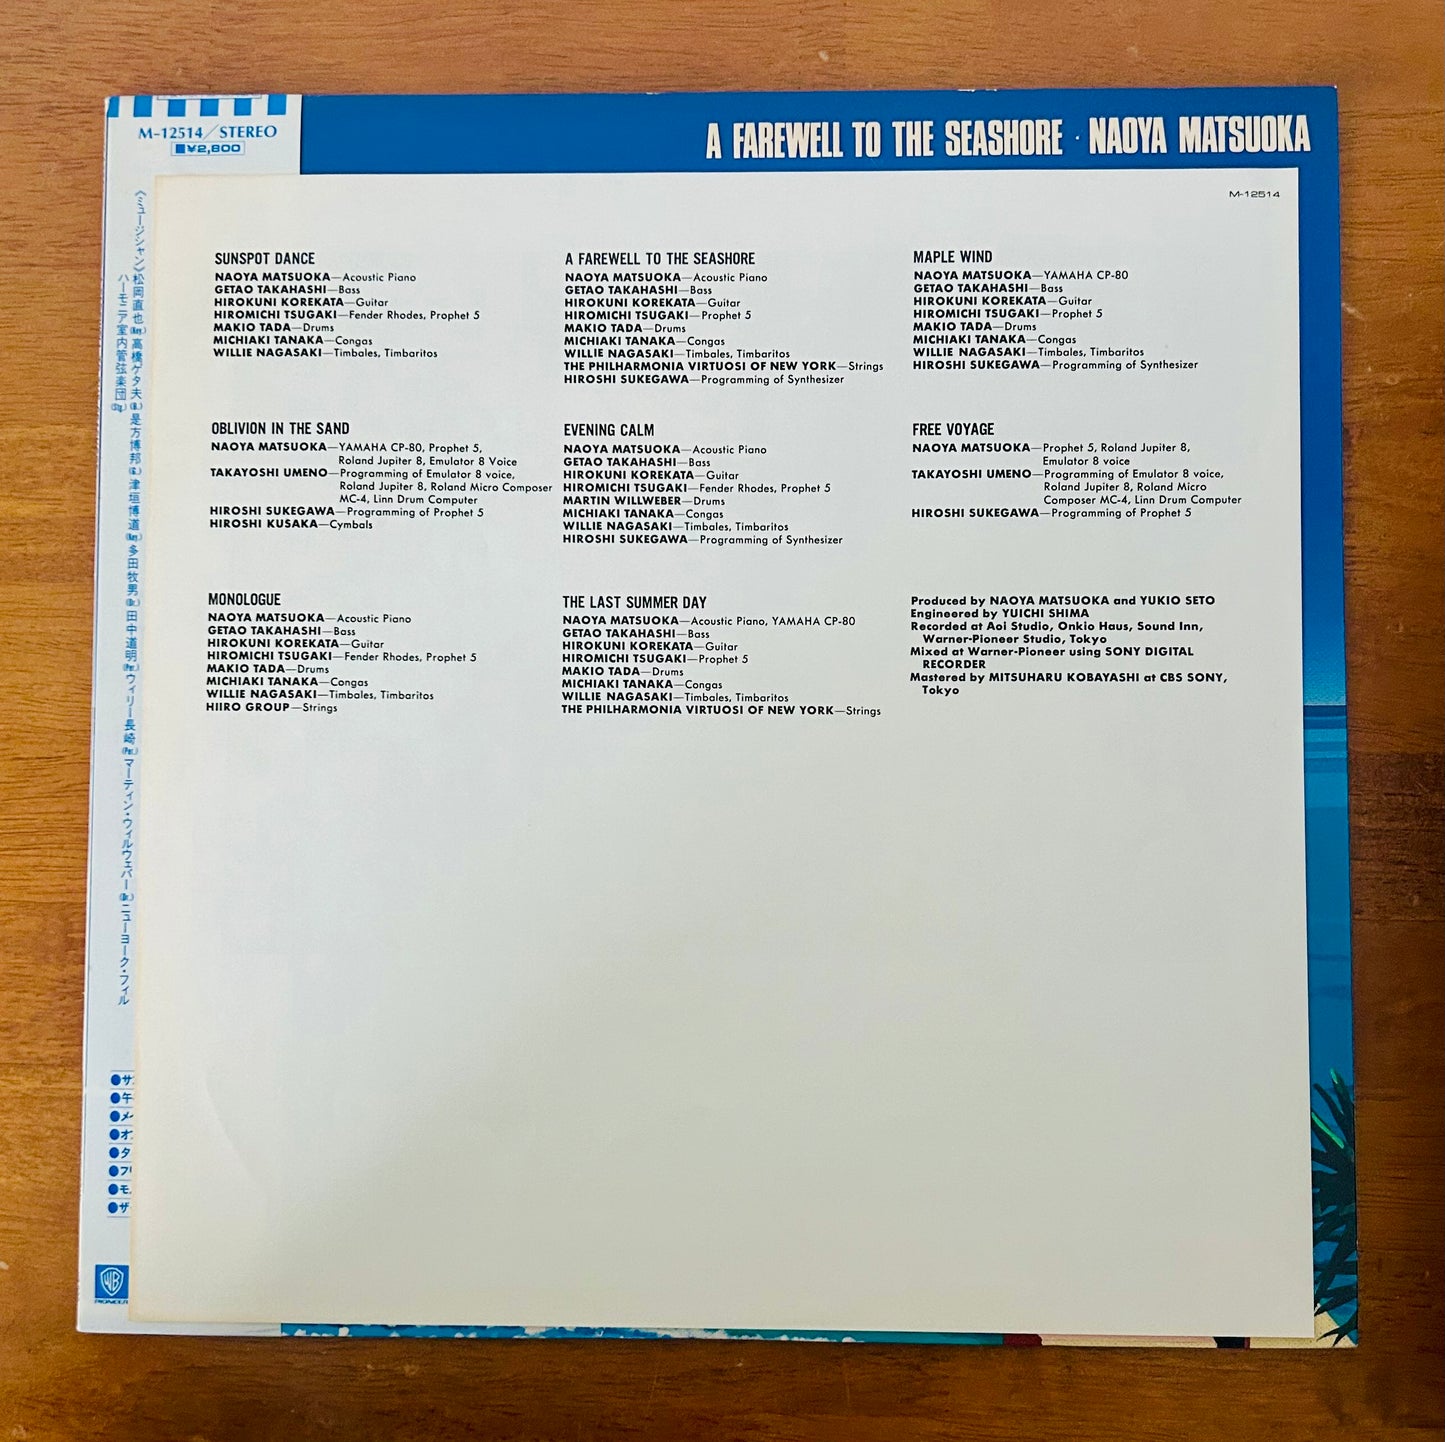 M-12514/STEREO
¥2,800
A FAREWELL TO THE SEASHORE · NAOYA MATSUOKA
《ミュージシャン》松岡直也(Key.)高橋ゲタ夫(B.)是方博邦(G.)津垣博通(Key.)多田牧男(Dr.)田中道明(Per.)ウィリー長崎(Per.)マーティン・ウィルウェバー(Dr.)ニューヨーク・フィル
ハーモニア室内管弦楽団(Stg.)
M-12514
SUNSPOT DANCE
NAOYA MATSUOKA—Acoustic Piano
GETAO TAKAHASHI—Bass
HIROKUNI KOREKATA—Guitar
HIROMICHI TSUGAKI—Fender Rhodes, Prophet 5
MAKIO TADA—Drums
MICHIAKI TANAKA—Congas
WILLIE NAGASAKI—Timbales, Timbaritos
A FAREWELL TO THE SEASHORE
NAOYA MATSUOKA—Acoustic Piano
GETAO TAKAHASHI—Bass
HIROKUNI KOREKATA—Guitar
HIROMICHI TSUGAKI—Prophet 5
MAKIO TADA—Drums
MICHIAKI TANAKA—Congas
WILLIE NAGASAKI—Timbales, Timbaritos
THE PHILHARMONIA VIRTUOSI OF NEW YORK—Strings
HIROSHI SUKEGAWA—Programming of Synthesizer
MAPLE WIND
NAOYA MATSUOKA—YAMAHA CP-80
GETAO TAKAHASHI—Bass
HIROKUNI KOREKATA—Guitar
HIROMICHI TSUGAKI—Prophet 5
MAKIO TADA—Drums
MICHIAKI TANAKA—Congas
WILLIE NAGASAKI—Timbales, Timbaritos
HIROSHI SUKEGAWA—Programming of Synthesizer
OBLIVION IN THE SAND
NAOYA MATSUOKA—YAMAHA CP-80, Prophet 5,
Roland Jupiter 8, Emulator 8 Voice
TAKAYOSHI UMENO—Programming of Emulator 8 voice,
Roland Jupiter 8, Roland Micro Composer
MC-4, Linn Drum Computer
HIROSHI SUKEGAWA—Programming of Prophet 5
HIROSHI KUSAKA—Cymbals
EVENING CALM
NAOYA MATSUOKA—Acoustic Piano
GETAO TAKAHASHI—Bass
HIROKUNI KOREKATA—Guitar
HIROMICHI TSUGAKI—Fender Rhodes, Prophet 5
MARTIN WILLWEBER—Drums
MICHIAKI TANAKA—Congas
WILLIE NAGASAKI—Timbales, Timbaritos
HIROSHI SUKEGAWA—Programming of Synthesizer
FREE VOYAGE
NAOYA MATSUOKA—Prophet 5, Roland Jupiter 8,
Emulator 8 voice
TAKAYOSHI UMENO—Programming of Emulator 8 voice,
Roland Jupiter 8, Roland Micro
Composer MC-4, Linn Drum Computer
HIROSHI SUKEGAWA—Programming of Prophet 5
MONOLOGUE
NAOYA MATSUOKA—Acoustic Piano
GETAO TAKAHASHI—Bass
HIROKUNI KOREKATA—Guitar
HIROMICHI TSUGAKI—Fender Rhodes, Prophet 5
MAKIO TADA—Drums
MICHIAKI TANAKA—Congas
WILLIE NAGASAKI—Timbales, Timbaritos
HIIRO GROUP—Strings
THE LAST SUMMER DAY
NAOYA MATSUOKA—Acoustic Piano, YAMAHA CP-80
GETAO TAKAHASHI—Bass
HIROKUNI KOREKATA—Guitar
HIROMICHI TSUGAKI—Prophet 5
MAKIO TADA—Drums
MICHIAKI TANAKA—Congas
WILLIE NAGASAKI—Timbales, Timbaritos
THE PHILHARMONIA VIRTUOSI OF NEW YORK—Strings
Produced by NAOYA MATSUOKA and YUKIO SETO
Engineered by YUICHI SHIMA
Recorded at Aoi Studio, Onkio Haus, Sound Inn,
Warner-Pioneer Studio, Tokyo
Mixed at Warner-Pioneer using SONY DIGITAL
RECORDER
Mastered by MITSUHARU KOBAYASHI at CBS SONY,
Tokyo
●サ
●午
●メ
●オ
●タ
●フ
●モ
●ザ
WB
PIONEER